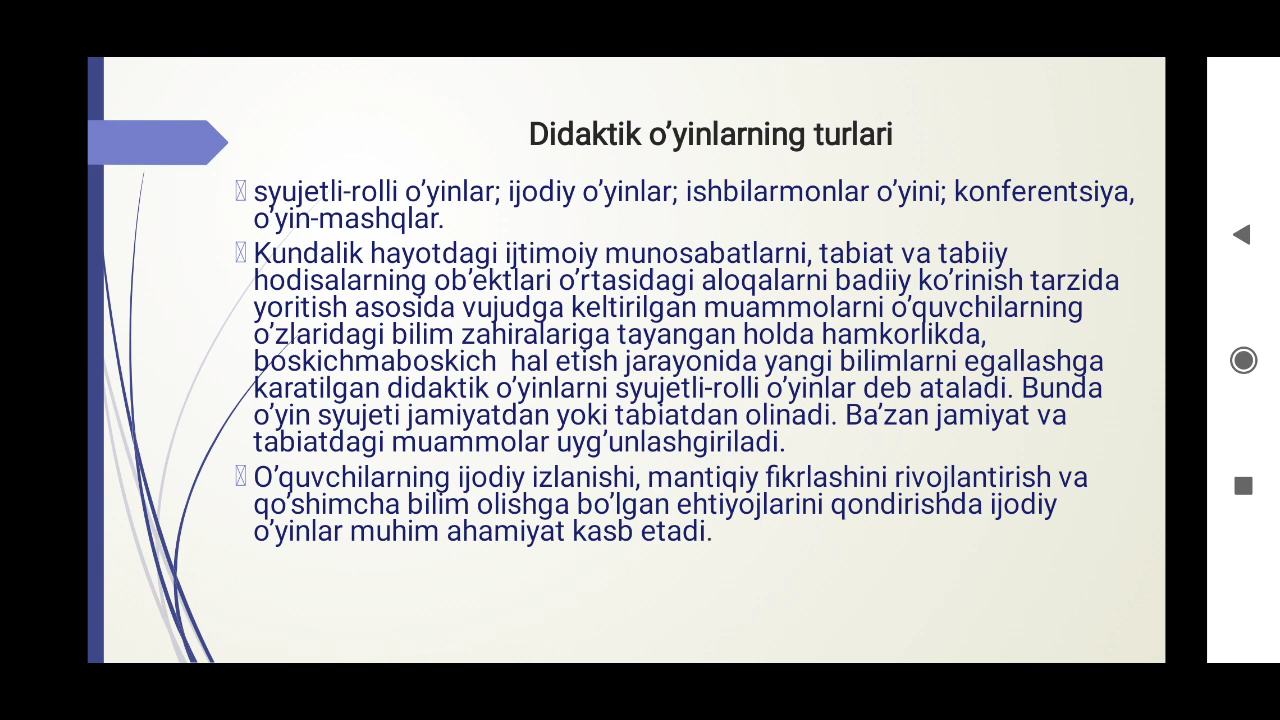 Didaktik o’yinlarning turlari
syujetli-rolli o’yinlar; ijodiy o’yinlar; ishbilarmonlar o’yini; konferentsiya,
o’yin-mashqlar.
Kundalik hayotdagi ijtimoiy munosabatlarni, tabiat va tabiiy
hodisalarning ob’ektlari o’rtasidagi aloqalarni badiiy ko’rinish tarzida
yoritish asosida vujudga keltirilgan muammolarni o’quvchilarning
o’zlaridagi bilim zahiralariga tayangan holda hamkorlikda,
boskichmaboskich  hal etish jarayonida yangi bilimlarni egallashga
karatilgan didaktik o’yinlarni syujetli-rolli o’yinlar deb ataladi. Bunda
o’yin syujeti jamiyatdan yoki tabiatdan olinadi. Ba’zan jamiyat va
tabiatdagi muammolar uyg’unlashgiriladi.
O’quvchilarning ijodiy izlanishi, mantiqiy fikrlashini rivojlantirish va
qo’shimcha bilim olishga bo’lgan ehtiyojlarini qondirishda ijodiy
o’yinlar muhim ahamiyat kasb etadi.